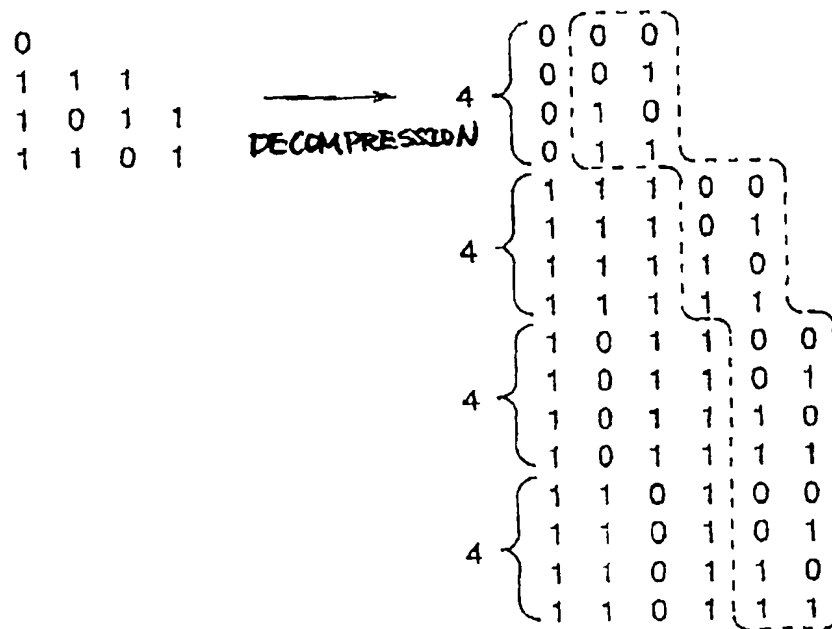 0
1 1 1
1 0 1 1
1 1 0 1
DECOMPRESSION
4
0 0 0
0 0 1
0 1 0
0 1 1
4
1 1 1 0 0
1 1 1 0 1
1 1 1 1 0
1 1 1 1 1
4
1 0 1 1 0 0
1 0 1 1 0 1
1 0 1 1 1 0
1 0 1 1 1 1
4
1 1 0 1 0 0
1 1 0 1 0 1
1 1 0 1 1 0
1 1 0 1 1 1